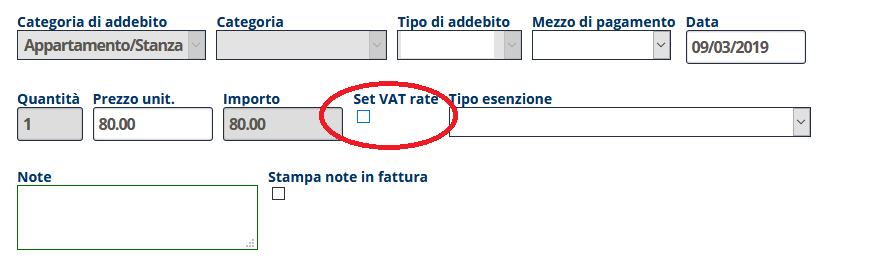 Categoria di addebito Categoria Tipo di addebito Mezzo di pagamento Data
Appartamento/Stanza 09/03/2019
Quantità Prezzo unit. Importo Set VAT rate Tipo esenzione
1 80.00 80.00
Note Stampa note in fattura